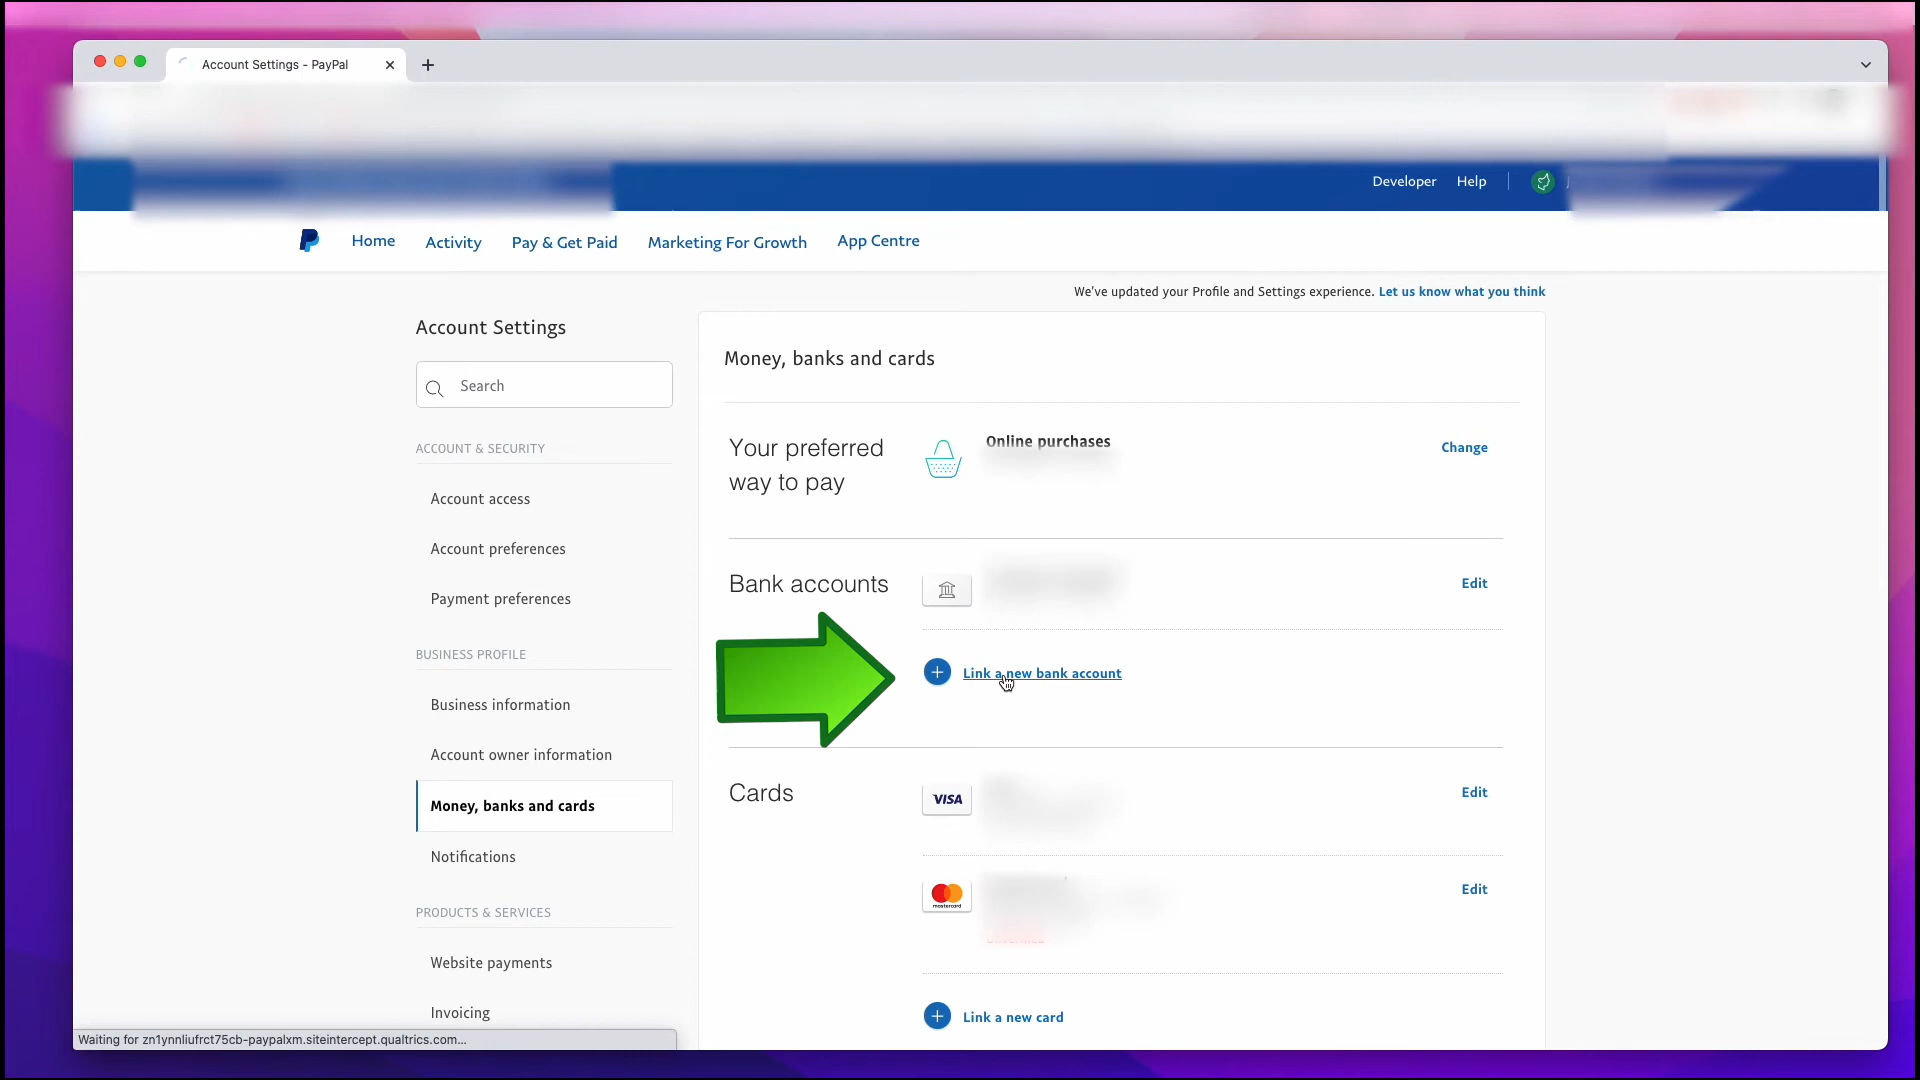 Account Settings - PayPal
Developer Help
Home Activity Pay & Get Paid Marketing For Growth App Centre
We've updated your Profile and Settings experience. Let us know what you think
Account Settings
Search
ACCOUNT & SECURITY
Account access
Account preferences
Payment preferences
BUSINESS PROFILE
Business information
Account owner information
Money, banks and cards
Notifications
PRODUCTS & SERVICES
Website payments
Invoicing
Money, banks and cards
Your preferred
way to pay
Online purchases
Change
Bank accounts
Edit
Link a new bank account
Cards
VISA
Edit
mastercard
Edit
Link a new card
Waiting for zn1ynnliufrct75cb-paypalxm.siteintercept.qualtrics.com...